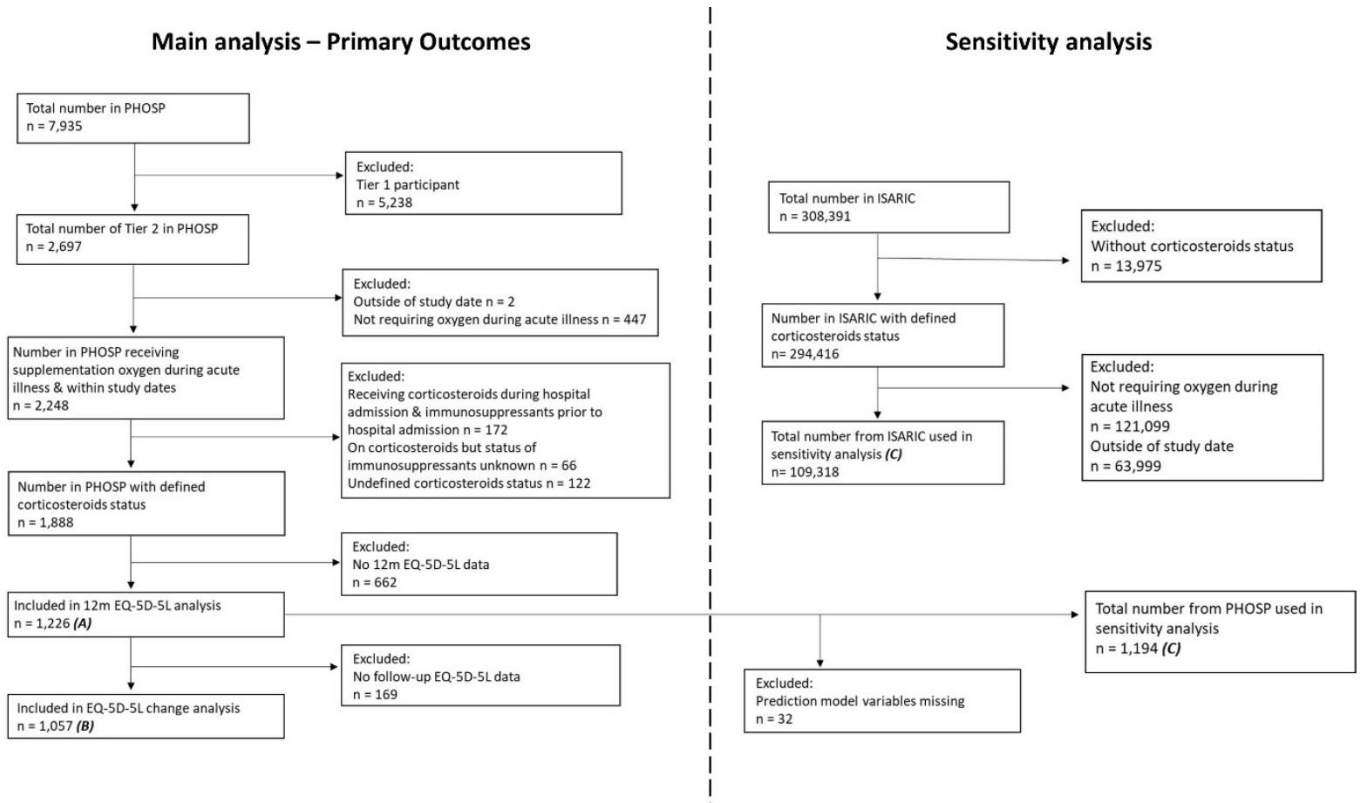 Main analysis – Primary Outcomes
Total number in PHOSP
n = 7,935
Excluded:
Tier 1 participant
n = 5,238
Total number of Tier 2 in PHOSP
n = 2,697
Excluded:
Outside of study date n = 2
Not requiring oxygen during acute illness n = 447
Number in PHOSP receiving
supplementation oxygen during acute
illness & within study dates
n = 2,248
Excluded:
Receiving corticosteroids during hospital
admission & immunosuppressants prior to
hospital admission n = 172
On corticosteroids but status of
immunosuppressants unknown n = 66
Undefined corticosteroids status n = 122
Number in PHOSP with defined
corticosteroids status
n = 1,888
Excluded:
No 12m EQ-5D-5L data
n = 662
Included in 12m EQ-5D-5L analysis
n = 1,226 (A)
Excluded:
No follow-up EQ-5D-5L data
n = 169
Included in EQ-5D-5L change analysis
n = 1,057 (B)
Sensitivity analysis
Total number in ISARIC
n = 308,391
Excluded:
Without corticosteroids status
n = 13,975
Number in ISARIC with defined
corticosteroids status
n= 294,416
Excluded:
Not requiring oxygen during
acute illness
n = 121,099
Outside of study date
n = 63,999
Total number from ISARIC used in
sensitivity analysis (C)
n= 109,318
Total number from PHOSP used in
sensitivity analysis
n = 1,194 (C)
Excluded:
Prediction model variables missing
n = 32